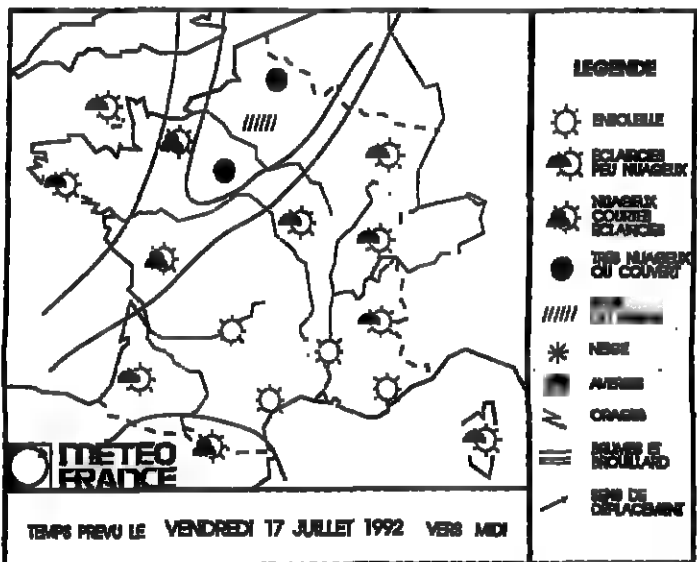 LEGENDE
ENSOLEILLE
ECLAIRCIES
PEU NUAGEUX
NUAGEUX
COURTES
ECLAIRCIES
TRES NUAGEUX
OU COUVERT
NEIGE
AVERSES
ORAGES
BRUMES ET
BROUILLARD
SENS DE
DEPLACEMENT
METEO
FRANCE
TEMPS PREVU LE VENDREDI 17 JUILLET 1992 VERS MIDI